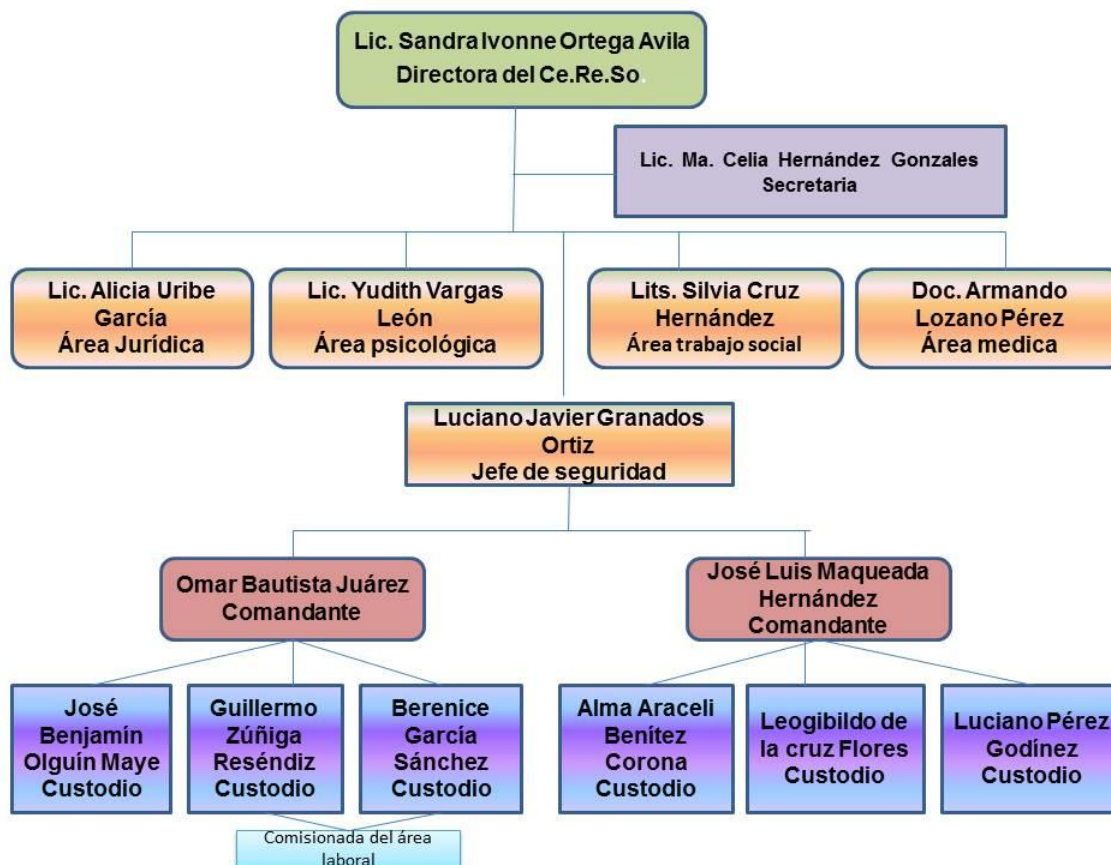 Lic. Sandra Ivonne Ortega Avila
Directora del Ce.Re.So.
Lic. Ma. Celia Hernández Gonzales
Secretaria
Lic. Alicia Uribe
García
Área Jurídica
Lic. Yudith Vargas
León
Área psicológica
Lits. Silvia Cruz
Hernández
Área trabajo social
Doc. Armando
Lozano Pérez
Área medica
Luciano Javier Granados
Ortiz
Jefe de seguridad
Omar Bautista Juárez
Comandante
José Luis Maqueada
Hernández
Comandante
José
Benjamín
Olguín Maye
Custodio
Guillermo
Zúñiga
Reséndiz
Custodio
Berenice
García
Sánchez
Custodio
Alma Araceli
Benítez
Corona
Custodio
Leogibildo de
la cruz Flores
Custodio
Luciano Pérez
Godínez
Custodio
Comisionada del área
laboral